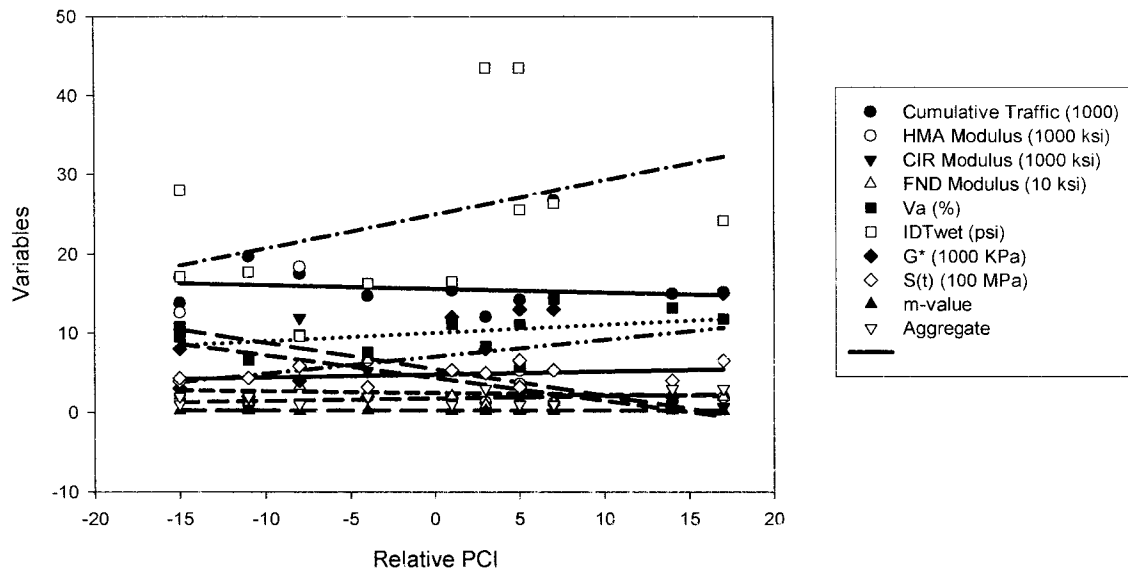 50
40
30
20
10
0
-10
Variables
-20
-15
-10
-5
0
5
10
15
20
Relative PCI
Cumulative Traffic (1000)
HMA Modulus (1000 ksi)
CIR Modulus (1000 ksi)
FND Modulus (10 ksi)
Va (%)
IDTwet (psi)
G* (1000 KPa)
S(t) (100 MPa)
m-value
Aggregate